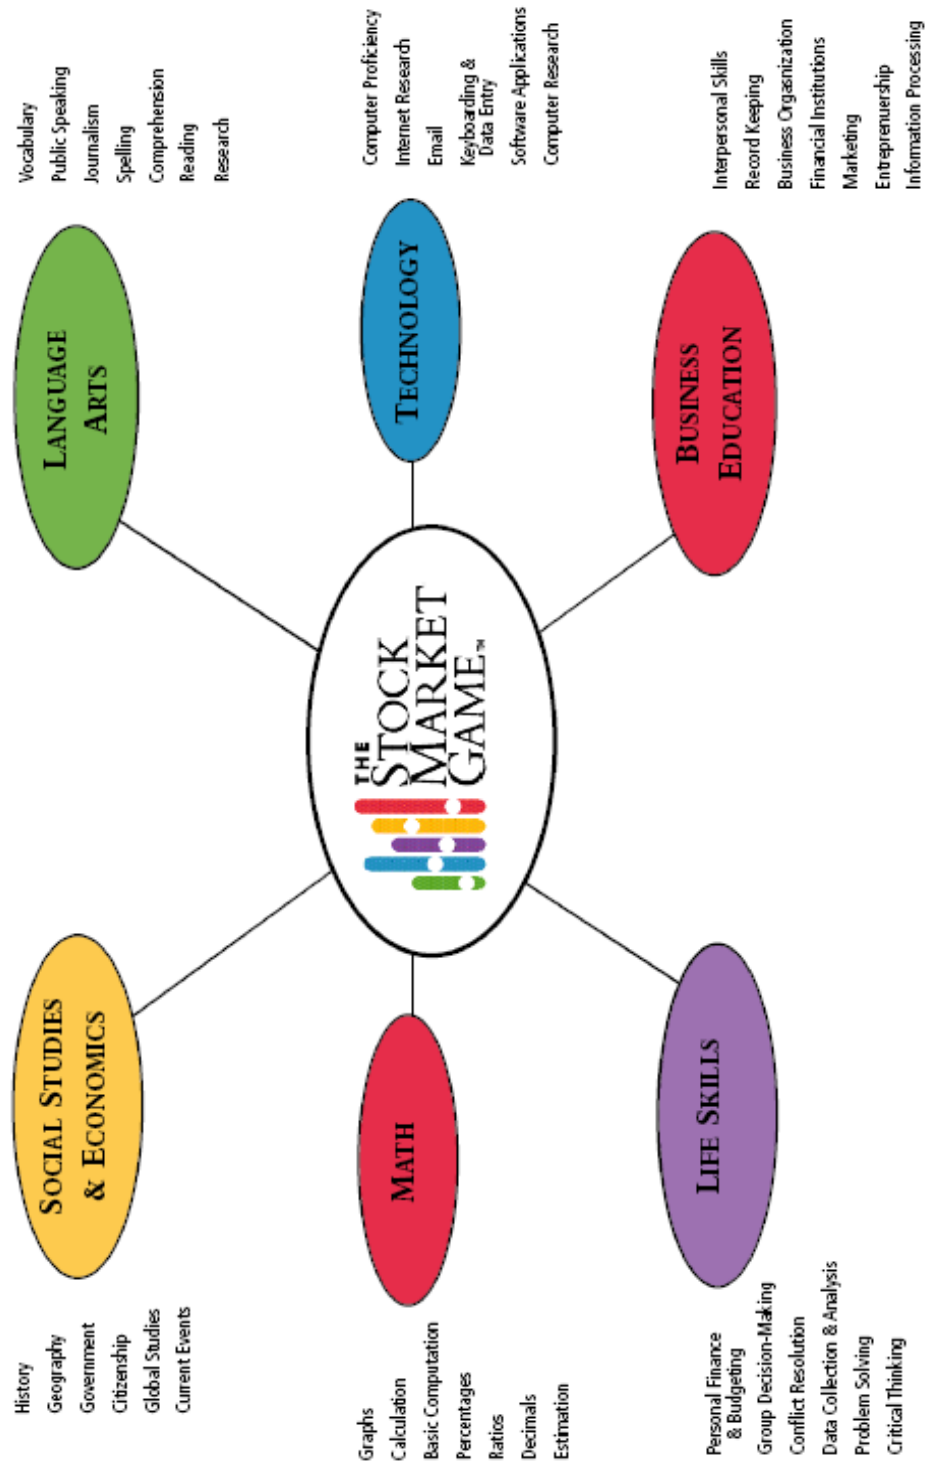 History
Geography
Government
Citizenship
Global Studies
Current Events
SOCIAL STUDIES
& ECONOMICS
LANGUAGE
ARTS
Vocabulary
Public Speaking
Journalism
Spelling
Comprehension
Reading
Research
Graphs
Calculation
Basic Computation
Percentages
Ratios
Decimals
Estimation
MATH
THE
STOCK
MARKET
GAME™
TECHNOLOGY
Computer Proficiency
Internet Research
Email
Keyboarding &
Data Entry
Software Applications
Computer Research
Personal Finance
& Budgeting
Group Decision-Making
Conflict Resolution
Data Collection & Analysis
Problem Solving
Critical Thinking
LIFE SKILLS
BUSINESS
EDUCATION
Interpersonal Skills
Record Keeping
Business Orgasnization
Financial Institutions
Marketing
Entreprenuership
Information Processing